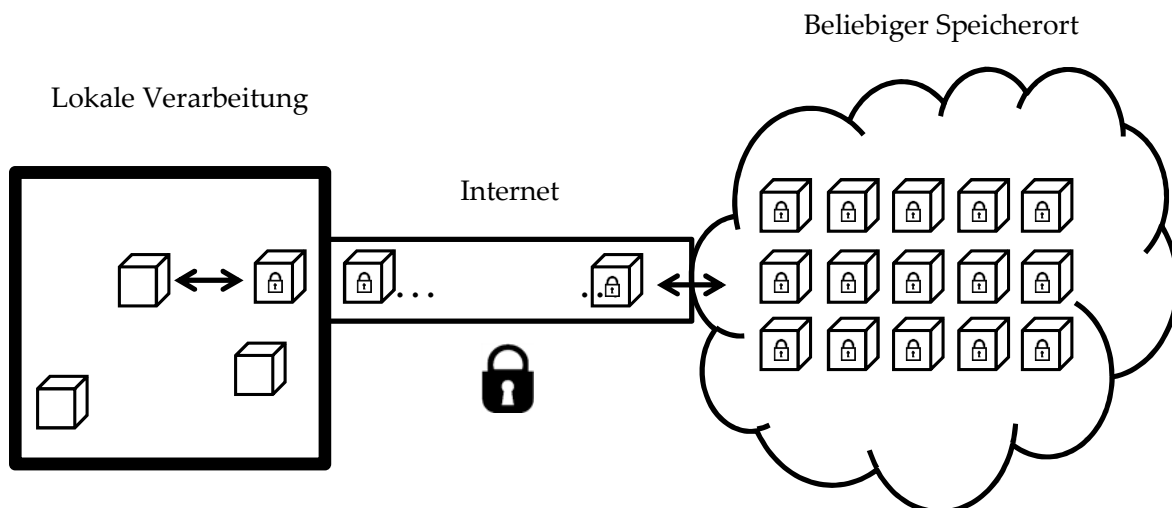 Beliebiger Speicherort
Lokale Verarbeitung
Internet
...
...